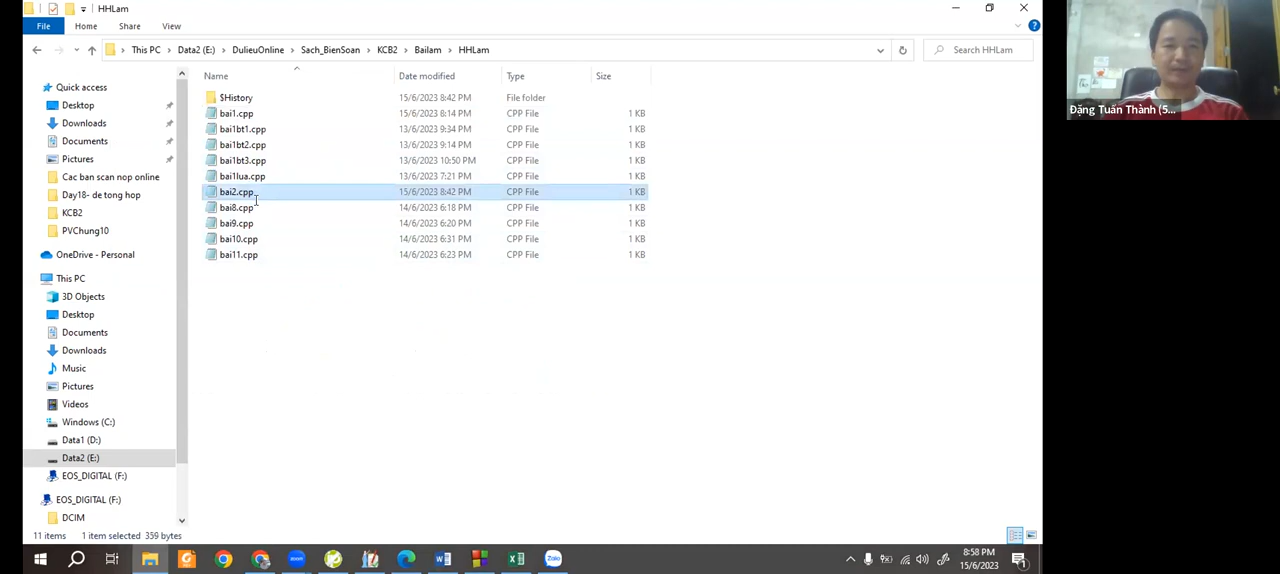 HHLam
File
Home
Share
View
This PC
Data2 (E:)
DulieuOnline
Sach_BienSoan
KCB2
Bailam
HHLam
Search HHLam
Name
Date modified
Type
Size
Quick access
Desktop
Downloads
Documents
Pictures
Cac ban scan nop online
Day18- de tong hop
KCB2
PVChung10
OneDrive - Personal
This PC
3D Objects
Desktop
Documents
Downloads
Music
Pictures
Videos
Windows (C:)
Data1 (D:)
Data2 (E:)
EOS_DIGITAL (F:)
EOS_DIGITAL (F:)
DCIM
$History 15/6/2023 8:42 PM File folder
bai1.cpp 15/6/2023 8:14 PM CPP File 1 KB
bai1bt1.cpp 13/6/2023 9:34 PM CPP File 1 KB
bai1bt2.cpp 13/6/2023 9:14 PM CPP File 1 KB
bai1bt3.cpp 13/6/2023 10:50 PM CPP File 1 KB
bai1lua.cpp 13/6/2023 7:21 PM CPP File 1 KB
bai2.cpp 15/6/2023 8:42 PM CPP File 1 KB
bai8.cpp 14/6/2023 6:18 PM CPP File 1 KB
bai9.cpp 14/6/2023 6:20 PM CPP File 1 KB
bai10.cpp 14/6/2023 6:31 PM CPP File 1 KB
bai11.cpp 14/6/2023 6:23 PM CPP File 1 KB
11 items 1 item selected 359 bytes
Đặng Tuấn Thành (5...
zoom
Zalo
8:58 PM
15/6/2023
1